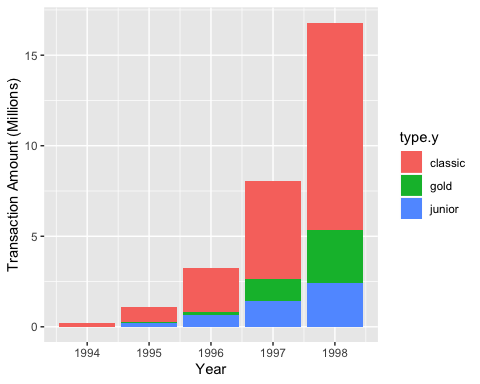 15
10
5
0
Transaction Amount (Millions)
1994 1995 1996 1997 1998
Year
type.y
classic
gold
junior